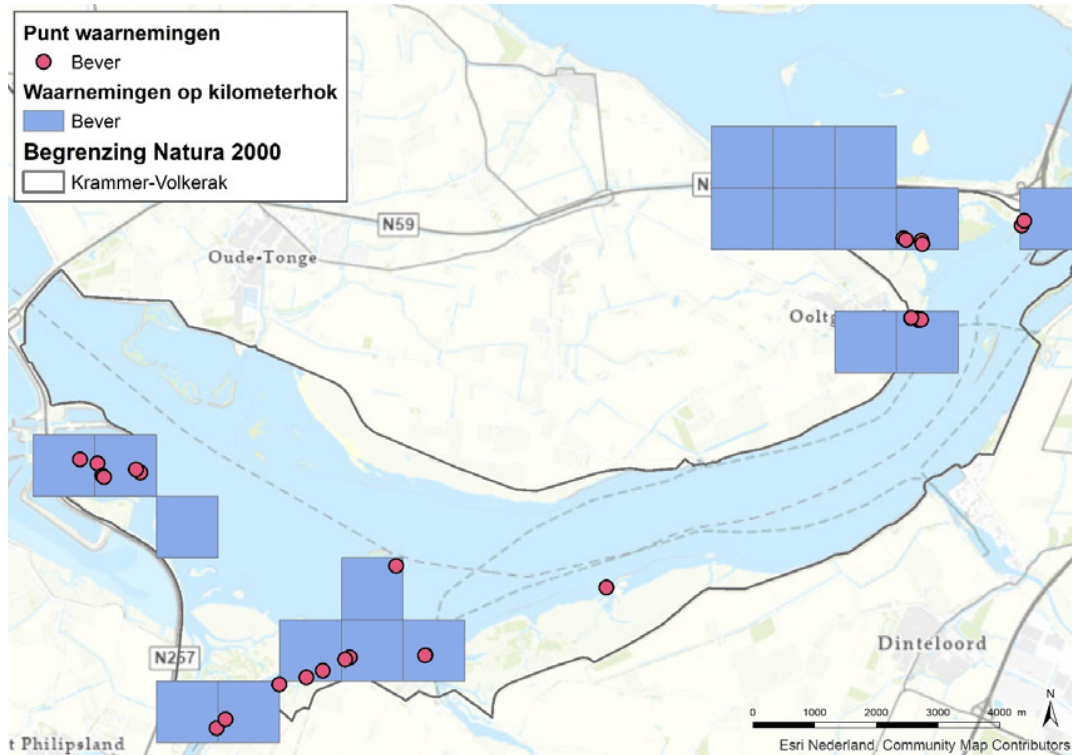 Punt waarnemingen
Bever
Waarnemingen op kilometerhok
Bever
Begrenzing Natura 2000
Krammer-Volkerak
N59
Oude-Tonge
N257
Dinteloord
t Philipsland
N
0 1000 2000 3000 4000 m
Esri Nederland, Community Map Contributors